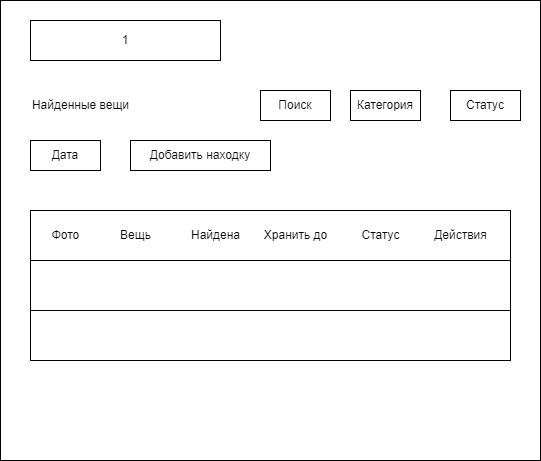 1
Найденные вещи Поиск Категория Статус
Дата Добавить находку
Фото Вещь Найдена Хранить до Статус Действия